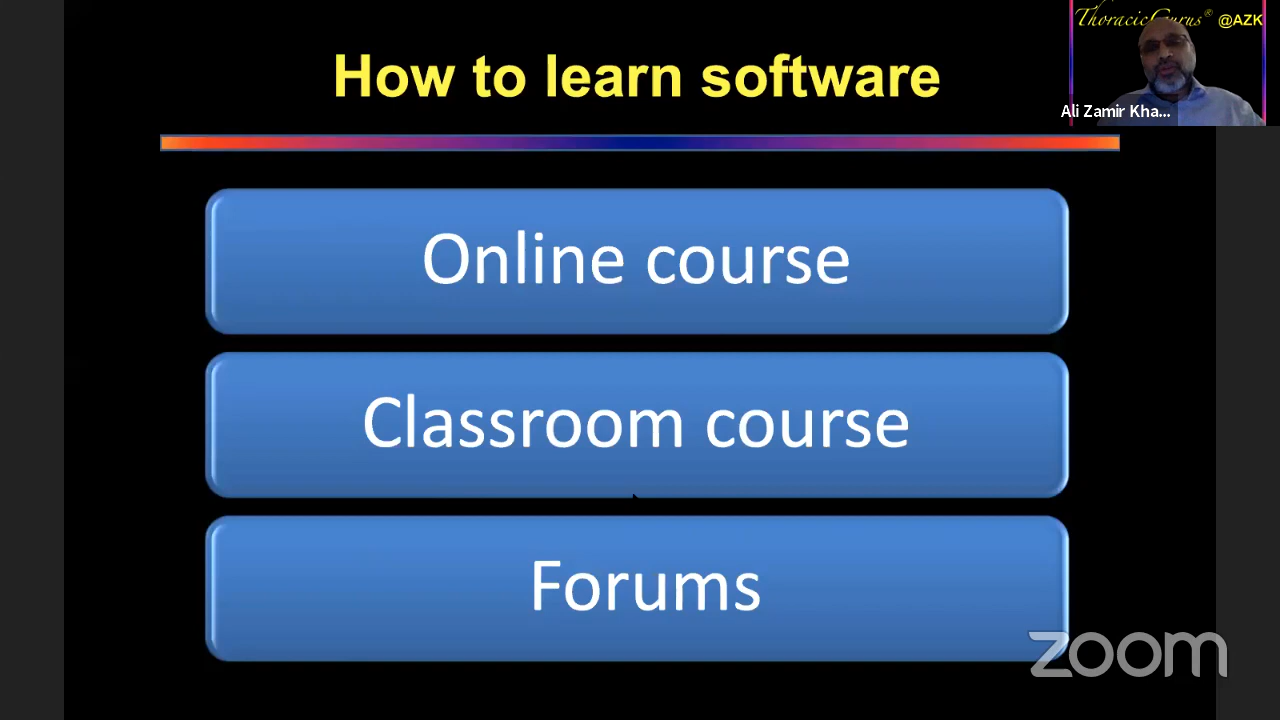 ThoracicGurus® @AZK
How to learn software
Ali Zamir Kha...
Online course
Classroom course
Forums
zoom